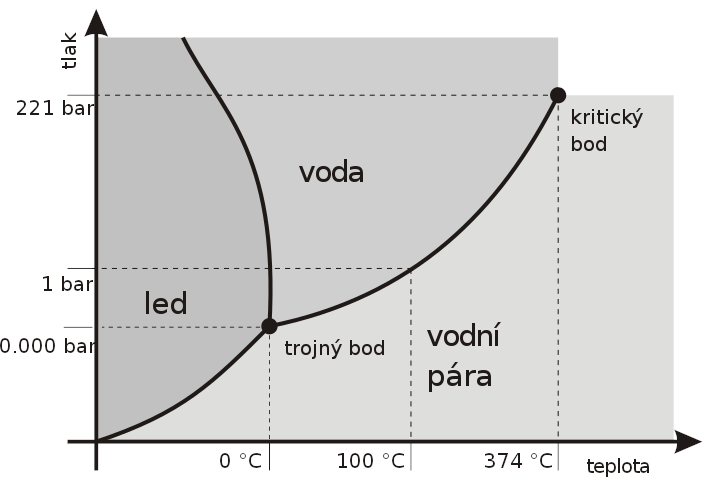 tlak
221 bar
kritický
bod
voda
1 bar
led
0.000 bar
trojný bod
vodní
pára
0 °C
100 °C
374 °C
teplota